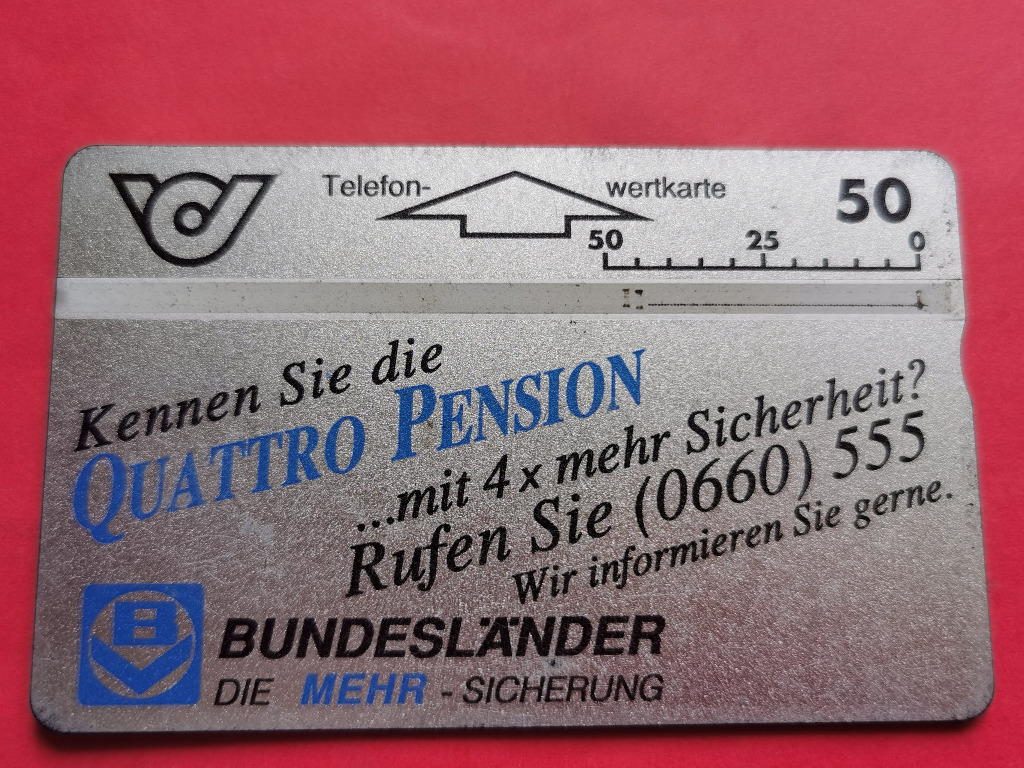 Telefon- wertkarte 50
50 25 0
Kennen Sie die
QUATTRO PENSION
...mit 4 x mehr Sicherheit?
Rufen Sie (0660) 555
Wir informieren Sie gerne.
B
BUNDESLÄNDER
DIE MEHR - SICHERUNG